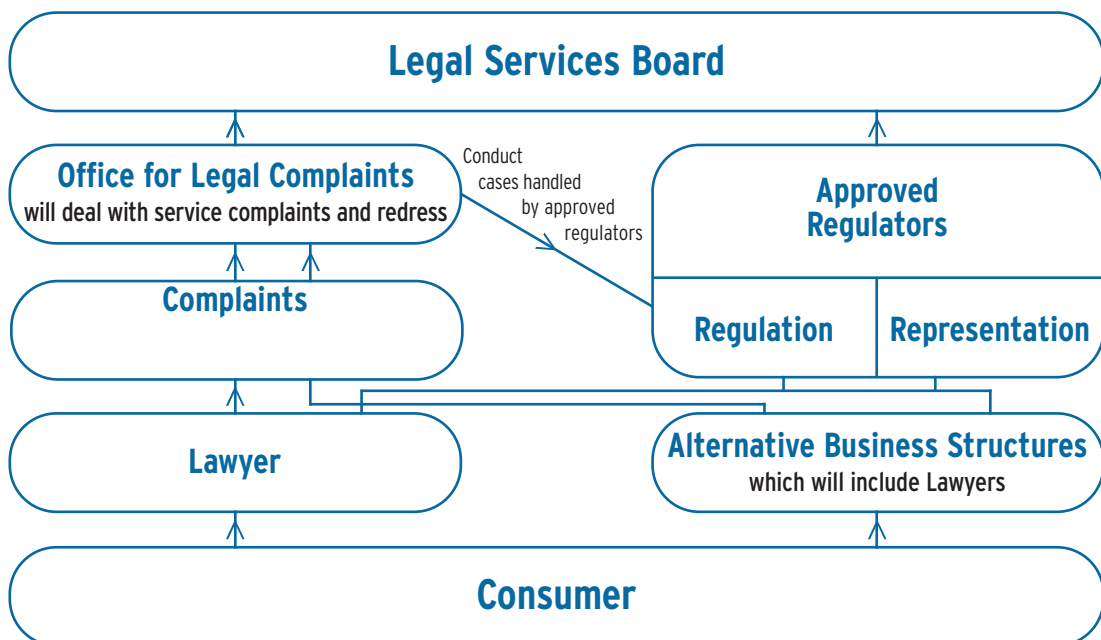 Legal Services Board
Office for Legal Complaints
will deal with service complaints and redress
Conduct
cases handled
by approved
regulators
Approved
Regulators
Complaints
Regulation
Representation
Lawyer
Alternative Business Structures
which will include Lawyers
Consumer